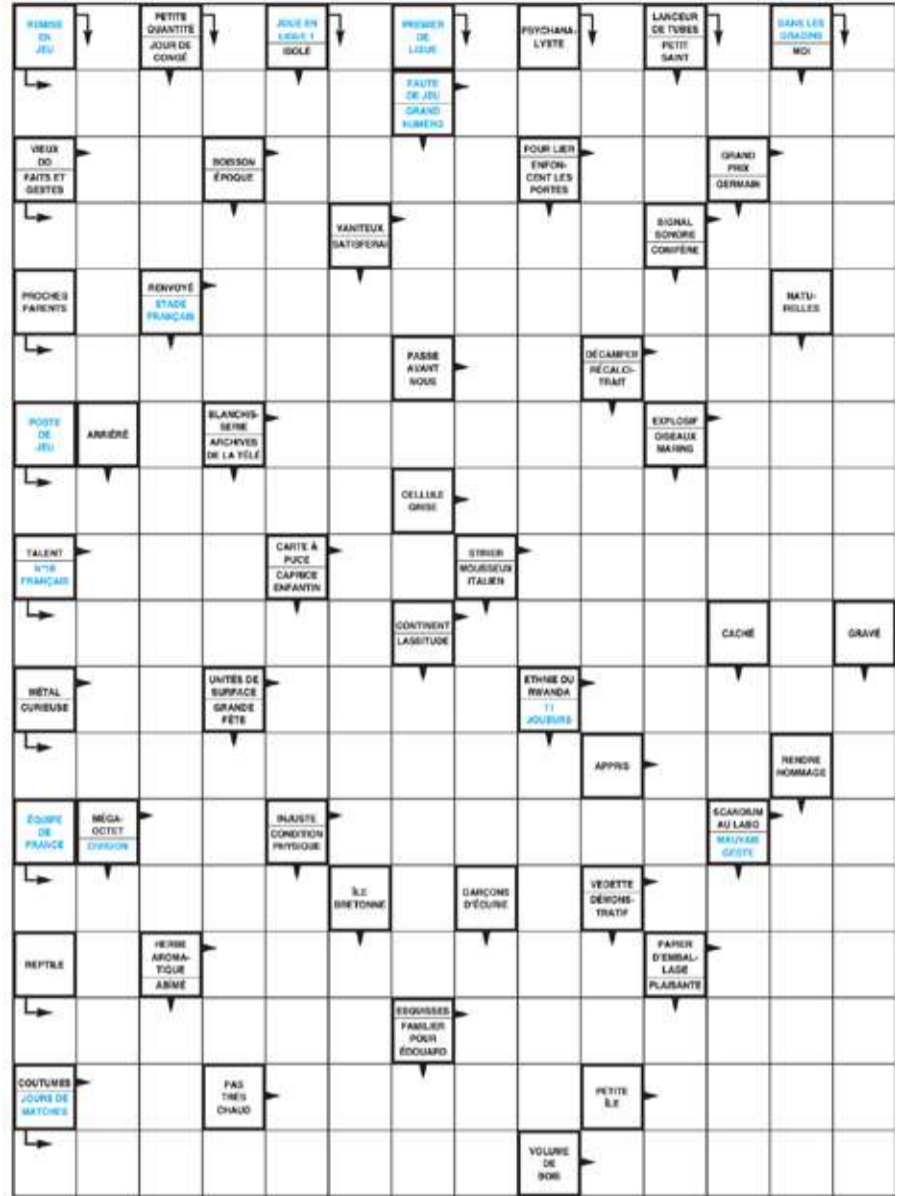 REMISE
EN
JEU
PETITE
QUANTITÉ
JOUR DE
CONGÉ
JOUE EN
LIGUE 1
ISOLÉ
PREMIER
DE
LIGUE
PSYCHANA-
LYSTE
LANCEUR
DE TUBES
PETIT
SAINT
DANS LES
GRADINS
MOI
FAUTE
DE JEU
GRAND
NUMÉRO
VIEUX
DO
FAITS ET
GESTES
BOISSON
ÉPOQUE
POUR LIER
ENFON-
CENT LES
PORTES
GRAND
PRIX
GERMAIN
VANITEUX
SATISFERAI
SIGNAL
SONORE
CONIFÈRE
PROCHES
PARENTS
RENVOYÉ
STADE
FRANÇAIS
NATU-
RELLES
PASSE
AVANT
NOUS
DÉCAMPER
RÉCALCI-
TRAIT
POSTE
DE
JEU
ARRIÉRÉ
BLANCHIS-
SERIE
ARCHIVES
DE LA TÉLÉ
EXPLOSIF
OISEAUX
MARINS
CELLULE
GRISE
TALENT
N°10
FRANÇAIS
CARTE À
PUCE
CAPRICE
ENFANTIN
STRIER
MOUSSEUX
ITALIEN
CONTINENT
LASSITUDE
CACHÉ
GRAVÉ
MÉTAL
CURIEUSE
UNITÉS DE
SURFACE
GRANDE
FÊTE
ETHNIE DU
RWANDA
11
JOUEURS
APPRIS
RENDRE
HOMMAGE
ÉQUIPE
DE
FRANCE
MÉGA-
OCTET
DIVISION
INJUSTE
CONDITION
PHYSIQUE
SCANDIUM
AU LABO
MAUVAIS
GESTE
ÎLE
BRETONNE
GARÇONS
D'ÉCURIE
VEDETTE
DÉMONS-
TRATIF
REPTILE
HERBE
AROMA-
TIQUE
ABÎMÉ
PAPIER
D'EMBAL-
LAGE
PLAISANTE
ESQUISSES
FAMILIER
POUR
ÉDOUARD
COUTUMES
JOURS DE
MATCHES
PAS
TRÈS
CHAUD
PETITE
ÎLE
VOLUME
DE
BOIS